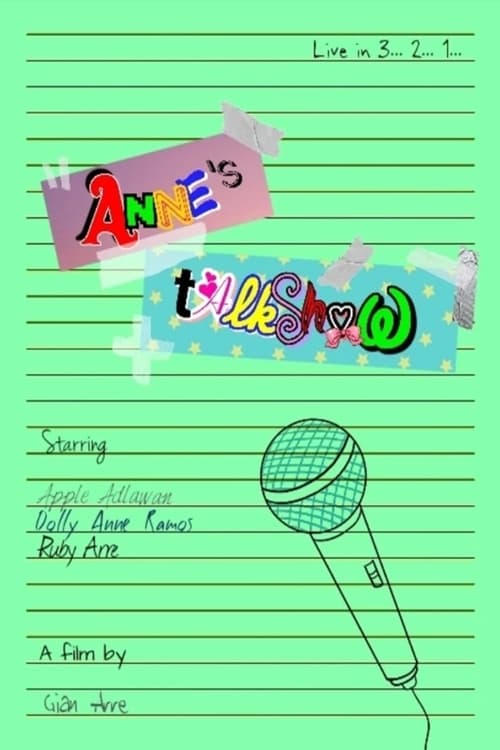 Live in 3... 2... 1...
ANNE'S
tAlkShoW
Starring
Apple Adlawan
Dolly Anne Ramos
Ruby Arre
A film by
Gian Arre